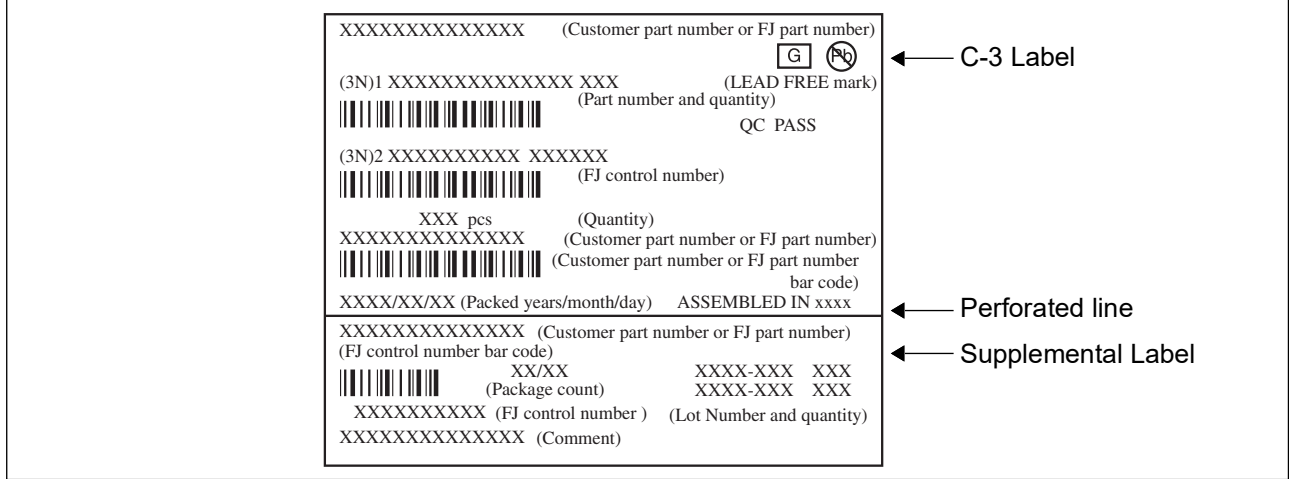 XXXXXXXXXXXXXX (Customer part number or FJ part number)
G Pb
C-3 Label
(3N)1 XXXXXXXXXXXXXX XXX (LEAD FREE mark)
(Part number and quantity)
QC PASS
(3N)2 XXXXXXXXXX XXXXXX
(FJ control number)
XXX pcs (Quantity)
XXXXXXXXXXXXXX (Customer part number or FJ part number)
(Customer part number or FJ part number
bar code)
XXXX/XX/XX (Packed years/month/day) ASSEMBLED IN xxxx
Perforated line
XXXXXXXXXXXXXX (Customer part number or FJ part number)
(FJ control number bar code)
Supplemental Label
XX/XX XXXX-XXX XXX
(Package count) XXXX-XXX XXX
XXXXXXXXXX (FJ control number ) (Lot Number and quantity)
XXXXXXXXXXXXXX (Comment)